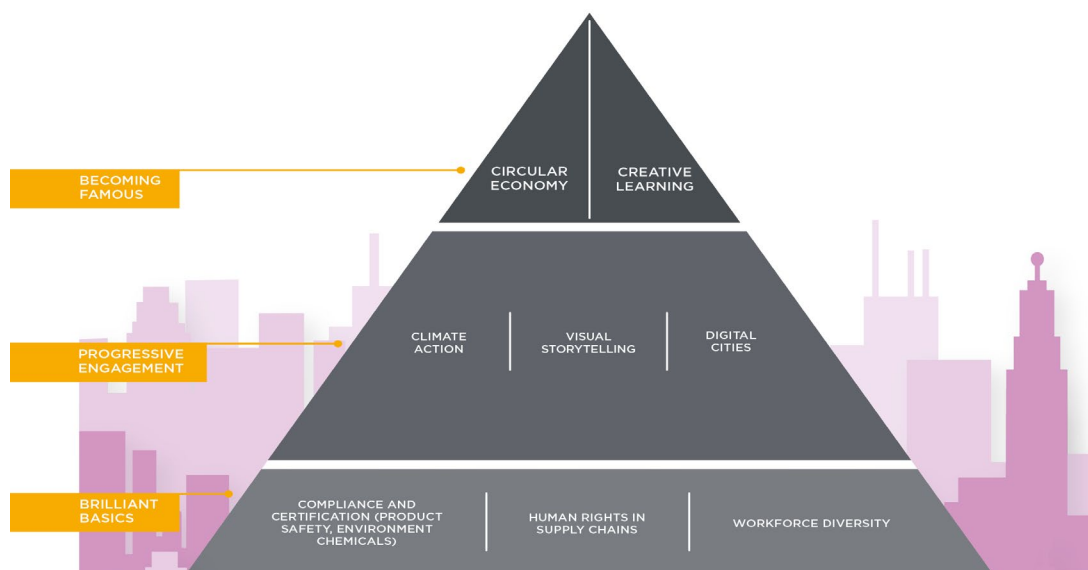 BECOMING
FAMOUS
CIRCULAR
ECONOMY
CREATIVE
LEARNING
PROGRESSIVE
ENGAGEMENT
CLIMATE
ACTION
VISUAL
STORYTELLING
DIGITAL
CITIES
BRILLIANT
BASICS
COMPLIANCE AND
CERTIFICATION (PRODUCT
SAFETY, ENVIRONMENT
CHEMICALS)
HUMAN RIGHTS IN
SUPPLY CHAINS
WORKFORCE DIVERSITY